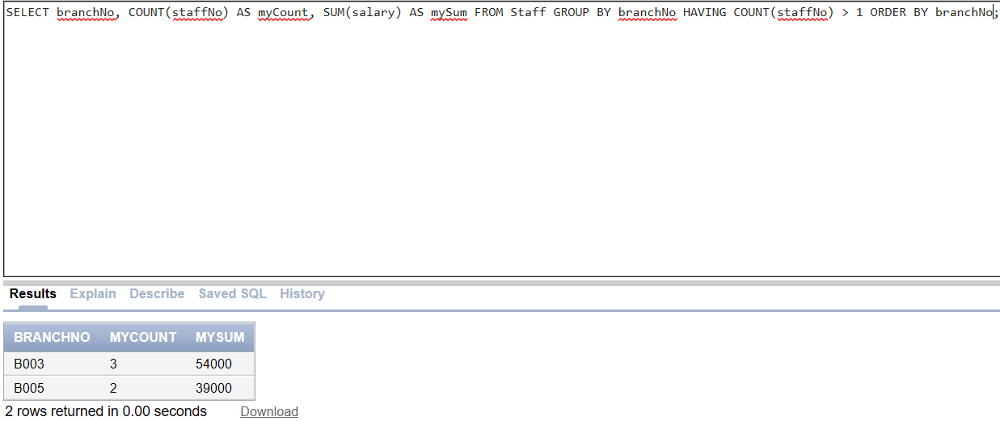 SELECT branchNo, COUNT(staffNo) AS myCount, SUM(salary) AS mySum FROM Staff GROUP BY branchNo HAVING COUNT(staffNo) > 1 ORDER BY branchNo;
Results Explain Describe Saved SQL History
BRANCHNO MYCOUNT MYSUM
B003 3 54000
B005 2 39000
2 rows returned in 0.00 seconds Download